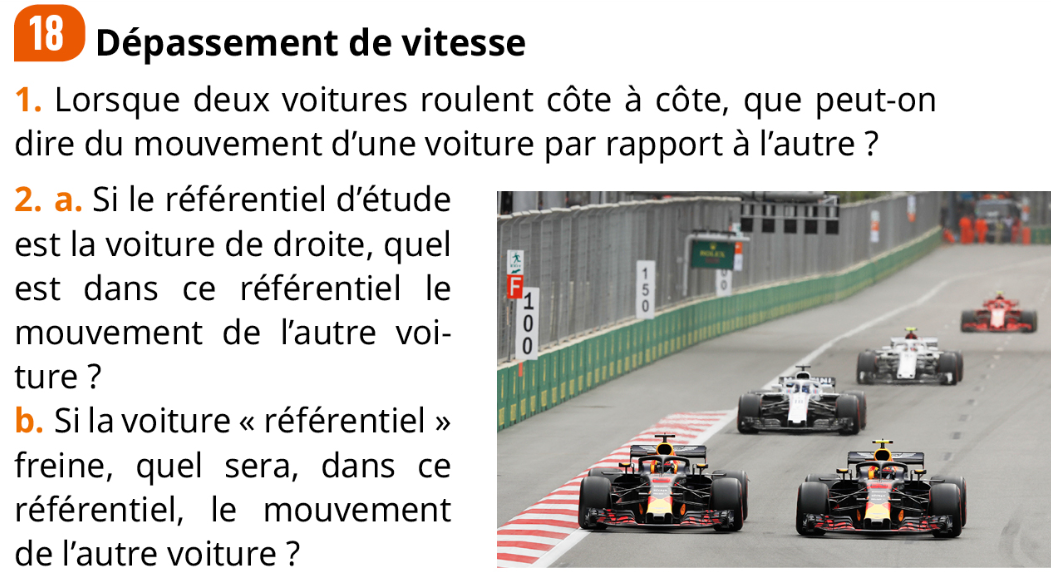 18 Dépassement de vitesse
1. Lorsque deux voitures roulent côte à côte, que peut-on
dire du mouvement d'une voiture par rapport à l'autre ?
2. a. Si le référentiel d'étude
est la voiture de droite, quel
est dans ce référentiel le
mouvement de l'autre voi-
ture ?
b. Si la voiture « référentiel »
freine, quel sera, dans ce
référentiel, le mouvement
de l'autre voiture ?
ROLEX
F
100
150